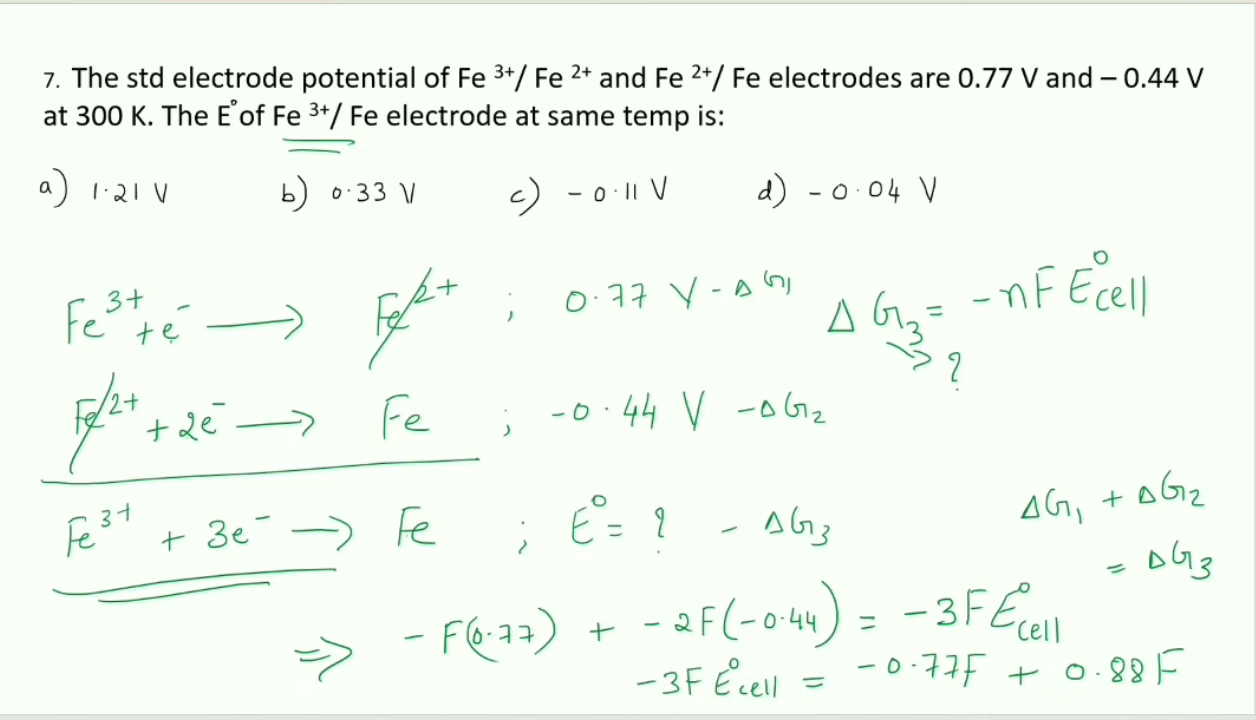 7. The std electrode potential of Fe ³⁺/ Fe ²⁺ and Fe ²⁺/ Fe electrodes are 0.77 V and – 0.44 V
at 300 K. The E° of Fe ³⁺/ Fe electrode at same temp is:
a) 1.21 V b) 0.33 V c) - 0.11 V d) - 0.04 V
Fe³⁺ + e⁻ ⟶ Fe²⁺ ; 0.77 V - ΔG₁ ΔG₃ = -nFE°cell
→ ?
Fe²⁺ + 2e⁻ ⟶ Fe ; -0.44 V - ΔG₂
Fe³⁺ + 3e⁻ ⟶ Fe ; E° = ? - ΔG₃ ΔG₁ + ΔG₂
= ΔG₃
⇒ - F(0.77) + - 2F(-0.44) = -3FE°cell
-3FE°cell = -0.77F + 0.88F